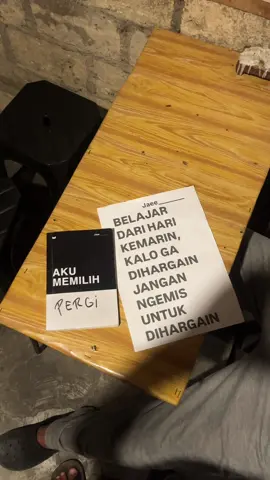 Jaee
BELAJAR
DARI HARI
KEMARIN,
KALO GA
DIHARGAIN
JANGAN
NGEMIS
UNTUK
DIHARGAIN
AKU
MEMILIH
PERGI